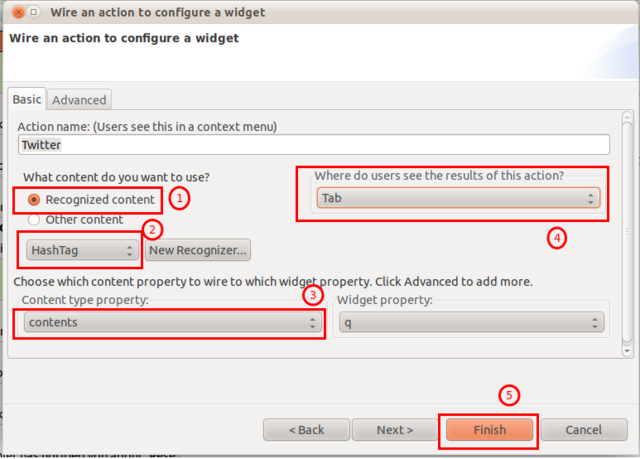 Wire an action to configure a widget
Wire an action to configure a widget
Basic
Advanced
Action name: (Users see this in a context menu)
Twitter
What content do you want to use?
Where do users see the results of this action?
Recognized content
1
Tab
Other content
2
4
HashTag
New Recognizer...
Choose which content property to wire to which widget property. Click Advanced to add more.
Content type property:
3
Widget property:
contents
q
5
< Back
Next >
Finish
Cancel